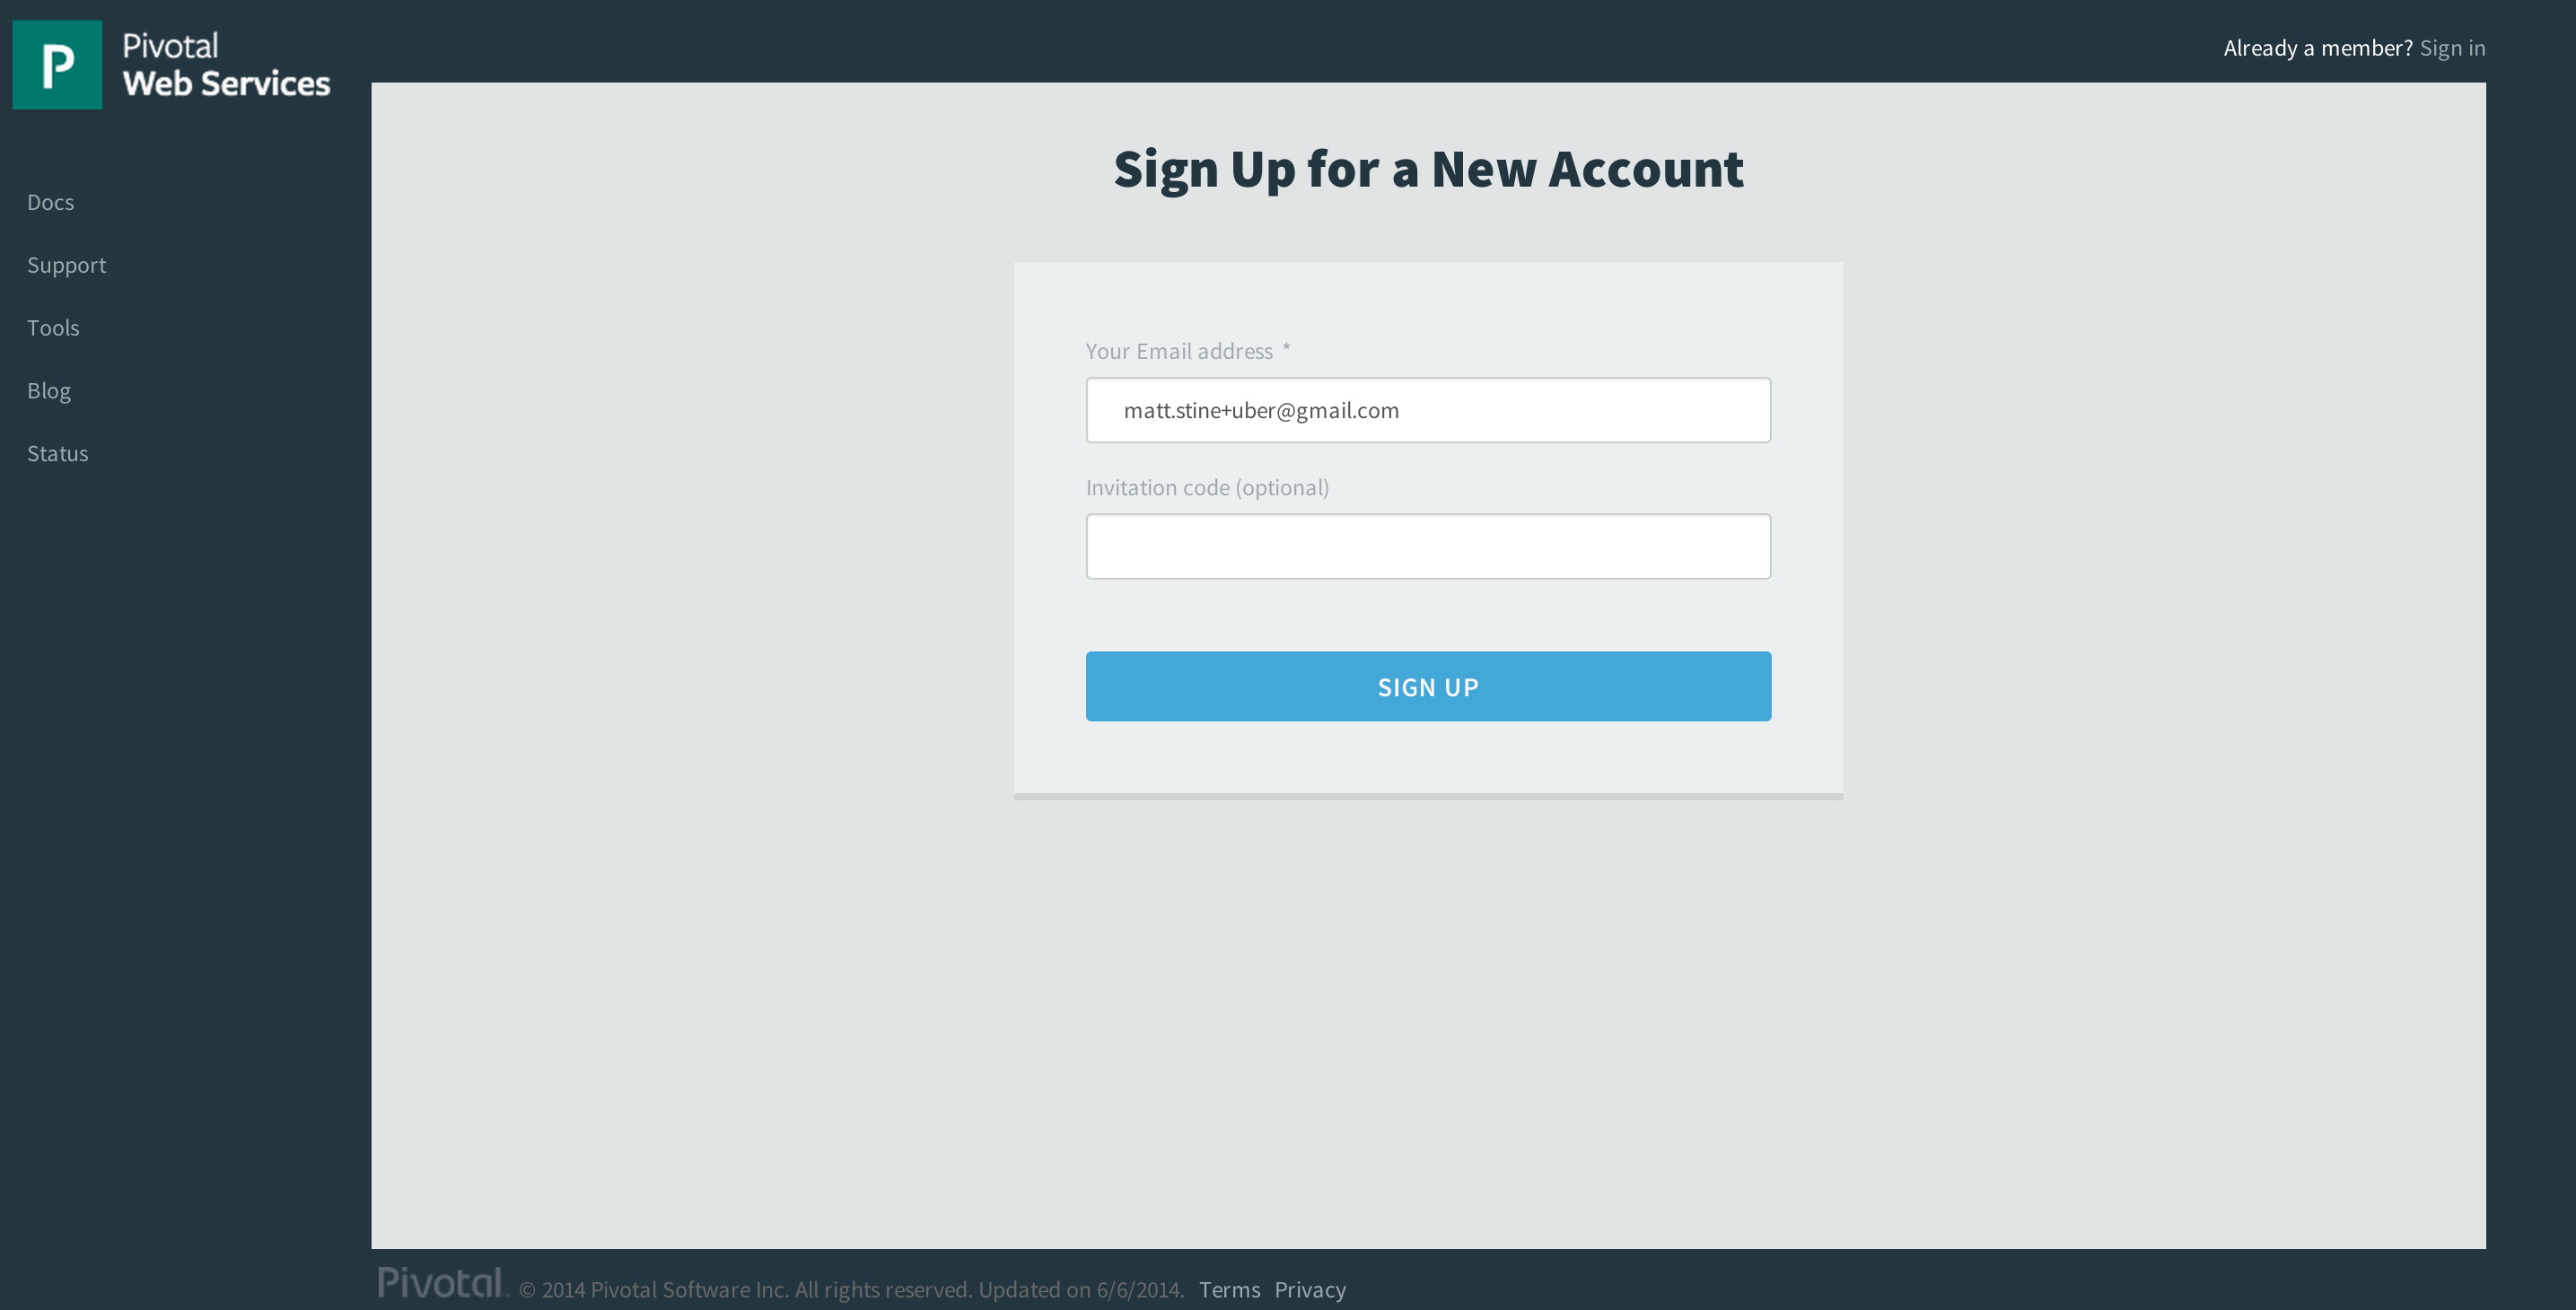 P
Pivotal
Web Services
Already a member? Sign in
Docs
Support
Tools
Blog
Status
Sign Up for a New Account
Your Email address *
matt.stine+uber@gmail.com
Invitation code (optional)
SIGN UP
Pivotal. © 2014 Pivotal Software Inc. All rights reserved. Updated on 6/6/2014. Terms Privacy